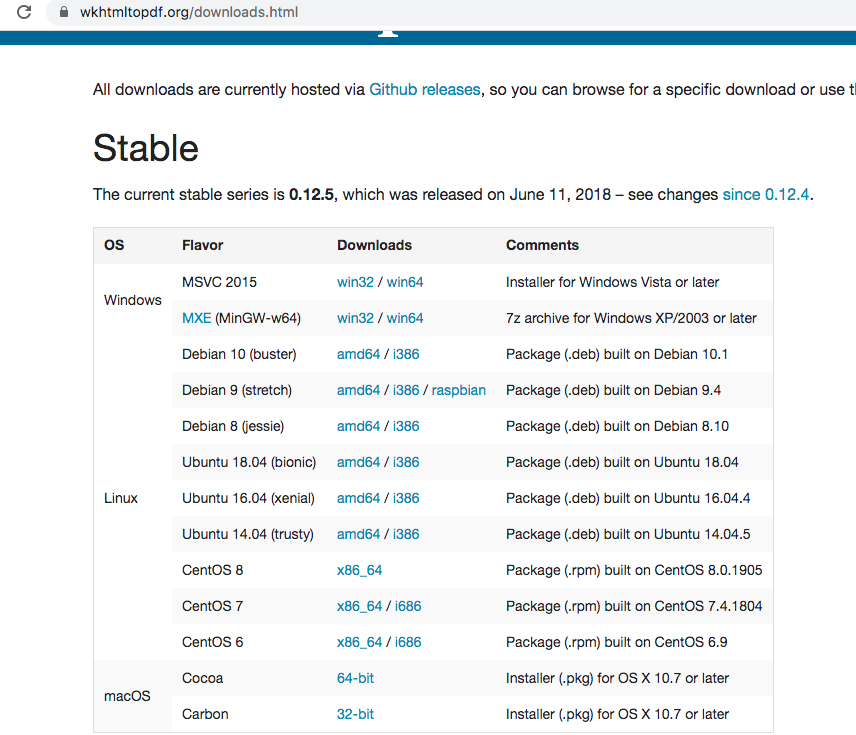 wkhtmltopdf.org/downloads.html
All downloads are currently hosted via Github releases, so you can browse for a specific download or use
Stable
The current stable series is 0.12.5, which was released on June 11, 2018 – see changes since 0.12.4.
OS Flavor Downloads Comments
MSVC 2015 win32 / win64 Installer for Windows Vista or later
Windows
MXE (MinGW-w64) win32 / win64 7z archive for Windows XP/2003 or later
Debian 10 (buster) amd64 / i386 Package (.deb) built on Debian 10.1
Debian 9 (stretch) amd64 / i386 / raspbian Package (.deb) built on Debian 9.4
Debian 8 (jessie) amd64 / i386 Package (.deb) built on Debian 8.10
Ubuntu 18.04 (bionic) amd64 / i386 Package (.deb) built on Ubuntu 18.04
Linux Ubuntu 16.04 (xenial) amd64 / i386 Package (.deb) built on Ubuntu 16.04.4
Ubuntu 14.04 (trusty) amd64 / i386 Package (.deb) built on Ubuntu 14.04.5
CentOS 8 x86_64 Package (.rpm) built on CentOS 8.0.1905
CentOS 7 x86_64 / i686 Package (.rpm) built on CentOS 7.4.1804
CentOS 6 x86_64 / i686 Package (.rpm) built on CentOS 6.9
Cocoa 64-bit Installer (.pkg) for OS X 10.7 or later
macOS
Carbon 32-bit Installer (.pkg) for OS X 10.7 or later